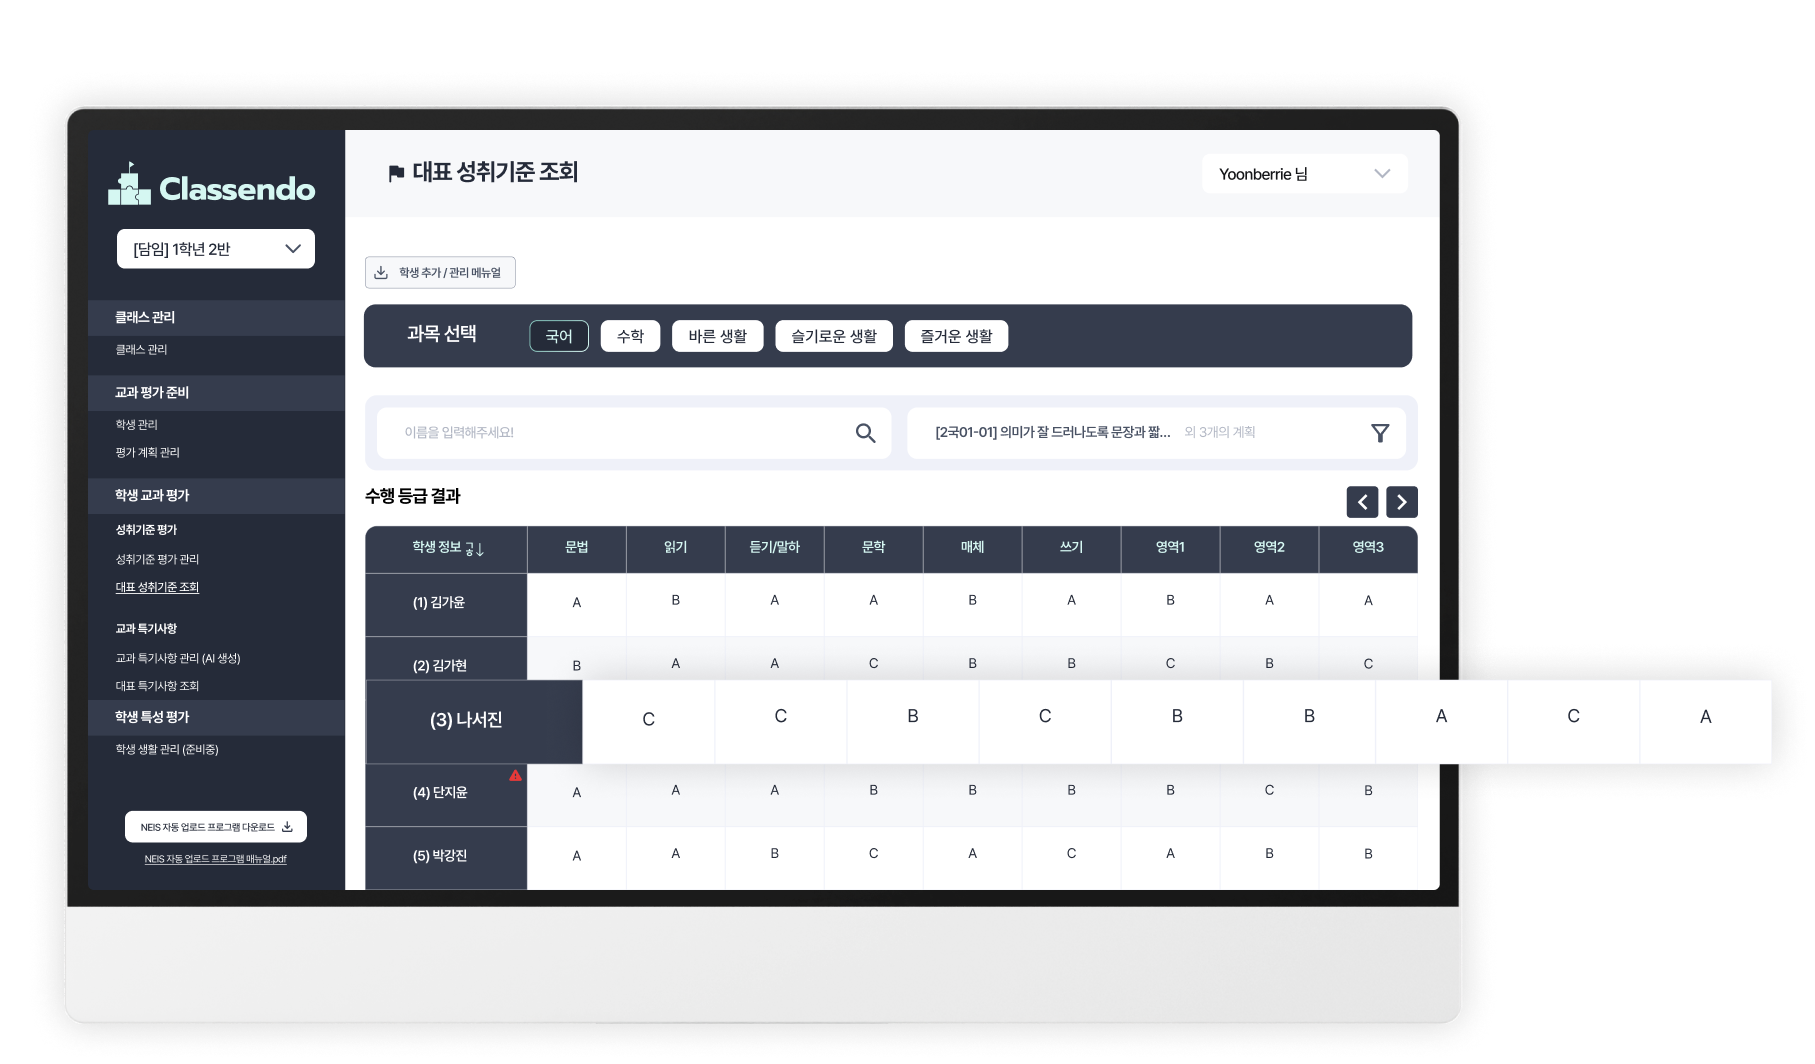 Classendo
[담임] 1학년 2반
클래스 관리
클래스 관리
교과 평가 준비
학생 관리
평가 계획 관리
학생 교과 평가
성취기준 평가
성취기준 평가 관리
대표 성취기준 조회
교과 특기사항
교과 특기사항 관리 (AI 생성)
대표 특기사항 조회
학생 특성 평가
학생 생활 관리 (준비중)
NEIS 자동 업로드 프로그램 다운로드
NEIS 자동 업로드 프로그램 매뉴얼.pdf
대표 성취기준 조회
Yoonberrie 님
학생 추가 / 관리 메뉴얼
과목 선택 국어 수학 바른 생활 슬기로운 생활 즐거운 생활
이름을 입력해주세요!
[2국01-01] 의미가 잘 드러나도록 문장과 짧... 외 3개의 계획
수행 등급 결과
학생 정보 ㄱㅎ 문법 읽기 듣기/말하 문학 매체 쓰기 영역1 영역2 영역3
(1) 김가윤 A B A A B A B A A
(2) 김가현 B A A C B B C B C
(3) 나서진 C C B C B B A C A
(4) 단지윤 A A A B B B B C B
(5) 박강진 A A B C A C A B B